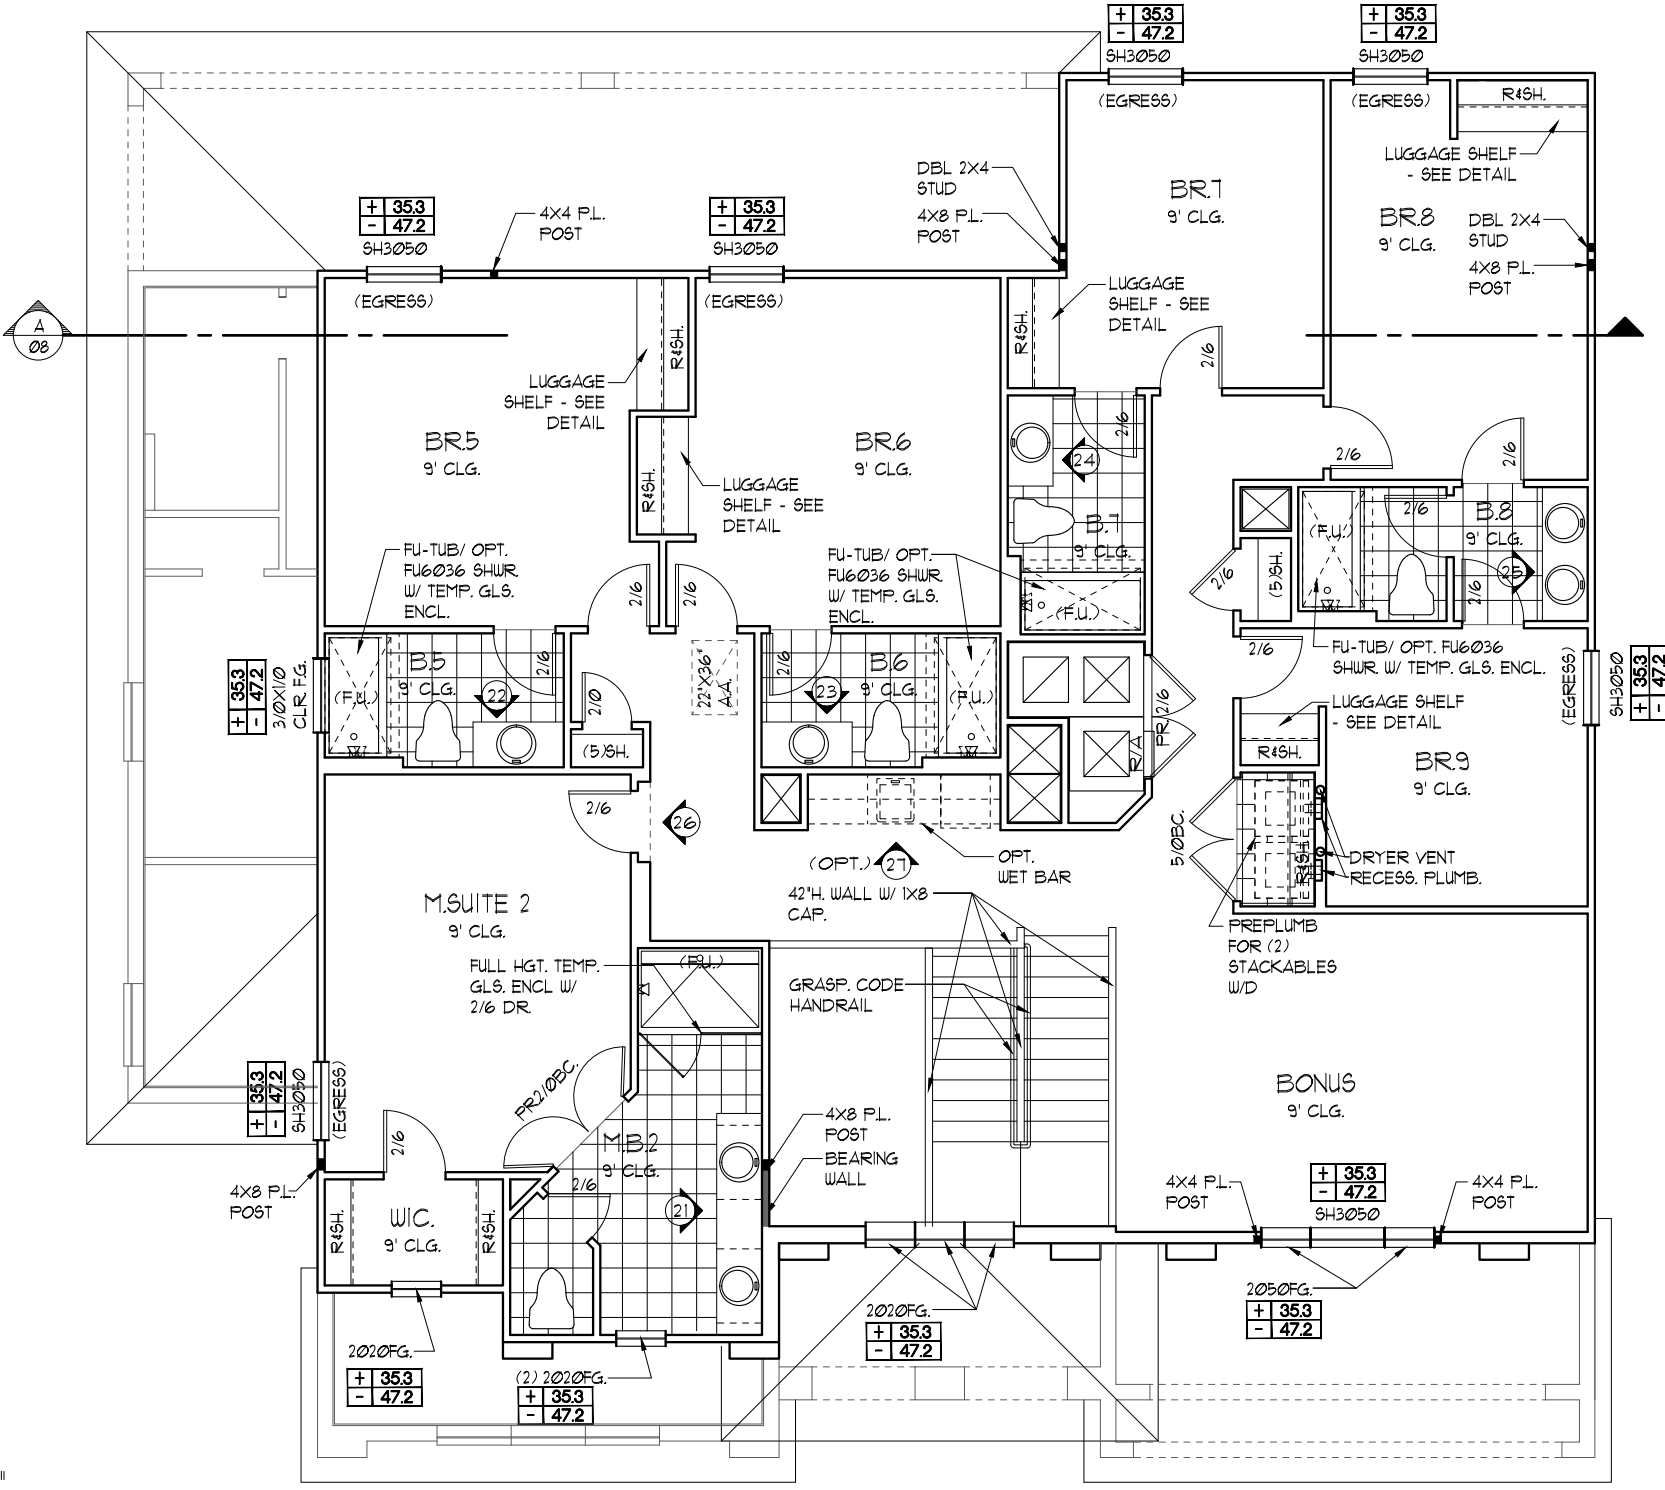 + 35.3
- 47.2
SH3050
(EGRESS)
+ 35.3
- 47.2
SH3050
(EGRESS)
R&SH.
LUGGAGE SHELF
- SEE DETAIL
DBL 2X4
STUD
4X8 P.L.
POST
BR.7
9' CLG.
BR.8
9' CLG.
DBL 2X4
STUD
4X8 P.L.
POST
+ 35.3
- 47.2
SH3050
(EGRESS)
4X4 P.L.
POST
+ 35.3
- 47.2
SH3050
(EGRESS)
LUGGAGE
SHELF - SEE
DETAIL
R&SH.
A
08
R&SH.
LUGGAGE
SHELF - SEE
DETAIL
2/6
BR.5
9' CLG.
BR.6
9' CLG.
R&SH.
LUGGAGE
SHELF - SEE
DETAIL
2/6
24
2/6
2/6
B.7
9' CLG.
(F.U.)
2/6
B.8
9' CLG.
25
(F.U.)
2/6
(5)SH.
2/6
FU-TUB/ OPT.
FU6036 SHWR.
W/ TEMP. GLS.
ENCL.
2/6
2/6
FU-TUB/ OPT.
FU6036 SHWR.
W/ TEMP. GLS.
ENCL.
(F.U.)
B.5
9' CLG.
22
2/6
2/0
(5)SH.
22"X36"
A.A.
2/6
B.6
9' CLG.
23
(F.U.)
+ 35.3
- 47.2
3/0X1/0
CLR. F.G.
PR 2/6
R/A
2/6
FU-TUB/ OPT. FU6036
SHWR. W/ TEMP. GLS. ENCL.
LUGGAGE SHELF
- SEE DETAIL
R&SH.
(EGRESS)
SH3050
+ 35.3
- 47.2
BR.9
9' CLG.
2/6
26
(OPT.)
27
OPT.
WET BAR
5/0BC.
R&SH.
DRYER VENT
RECESS. PLUMB.
42"H. WALL W/ 1X8
CAP.
M.SUITE 2
9' CLG.
PREPLUMB
FOR (2)
STACKABLES
W/D
FULL HGT. TEMP.
GLS. ENCL W/
2/6 DR.
(F.U.)
GRASP. CODE
HANDRAIL
+ 35.3
- 47.2
SH3050
(EGRESS)
PR.2/0BC.
2/6
BONUS
9' CLG.
M.B.2
9' CLG.
2/6
21
4X8 P.L.
POST
BEARING
WALL
4X8 P.L.
POST
R&SH.
W.I.C.
9' CLG.
R&SH.
4X4 P.L.
POST
+ 35.3
- 47.2
SH3050
4X4 P.L.
POST
2020FG.
+ 35.3
- 47.2
(2) 2020FG.
+ 35.3
- 47.2
2020FG.
+ 35.3
- 47.2
2050FG.
+ 35.3
- 47.2